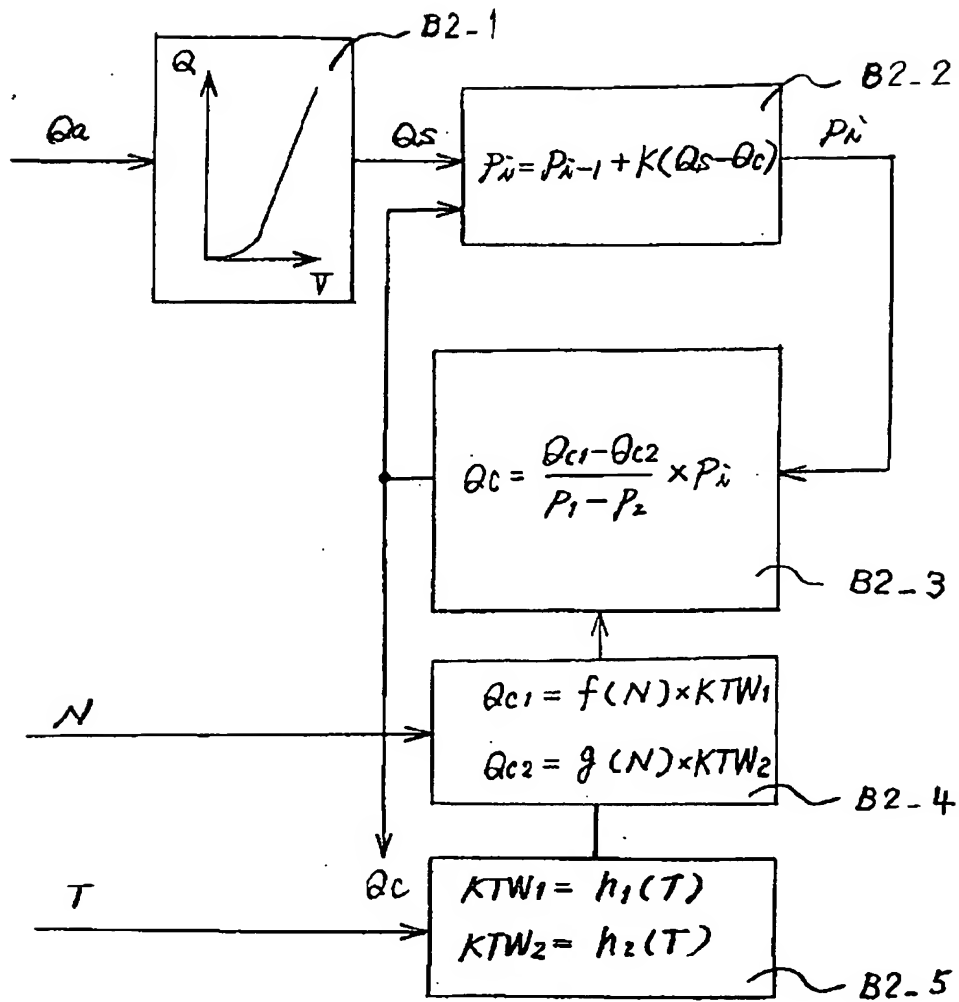 B2-1
Q
V
Qa
Qs
B2-2
Pi = Pi-1 + K(Qs-Qc)
Pi
Qc = Qc1-Qc2 / P1 - P2 × Pi
B2-3
N
Qc1 = f(N)×KTW1
Qc2 = g(N)×KTW2
B2-4
Qc
T
KTW1 = h1(T)
KTW2 = h2(T)
B2-5